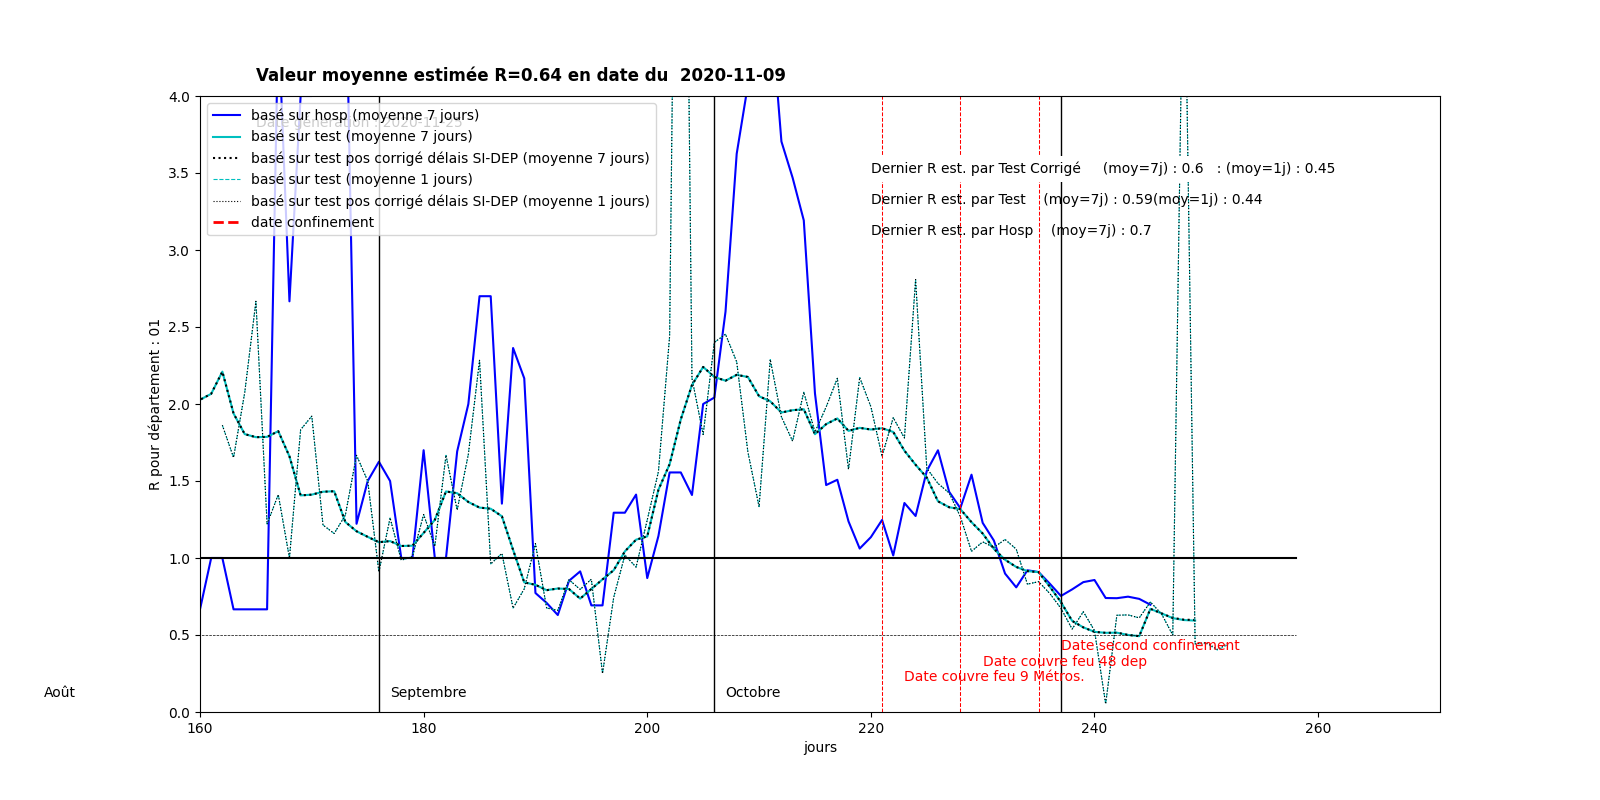 Valeur moyenne estimée R=0.64 en date du  2020-11-09
4.0
3.5
3.0
2.5
2.0
1.5
1.0
0.5
0.0
R pour département : 01
basé sur hosp (moyenne 7 jours)
Date generation : 2020-11-25
basé sur test (moyenne 7 jours)
basé sur test pos corrigé délais SI-DEP (moyenne 7 jours)
basé sur test (moyenne 1 jours)
basé sur test pos corrigé délais SI-DEP (moyenne 1 jours)
date confinement
Dernier R est. par Test Corrigé     (moy=7j) : 0.6   : (moy=1j) : 0.45
Dernier R est. par Test    (moy=7j) : 0.59(moy=1j) : 0.44
Dernier R est. par Hosp    (moy=7j) : 0.7
Date second confinement
Date couvre feu 48 dep
Date couvre feu 9 Métros.
Août
Septembre
Octobre
160
180
200
220
240
260
jours